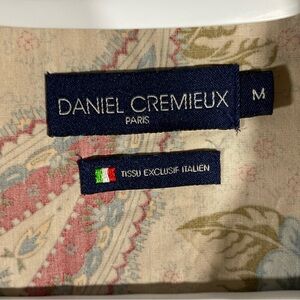 DANIEL CREMIEUX
PARIS
M
TISSU EXCLUSIF ITALIEN